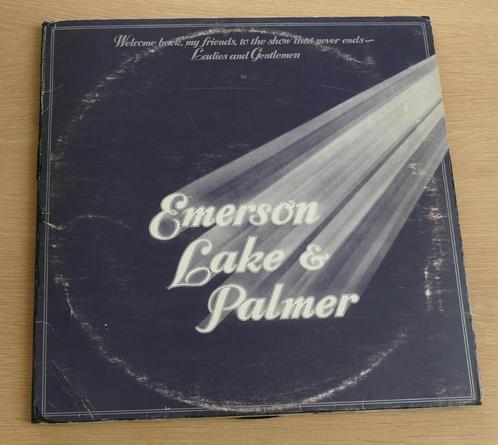 Welcome back, my friends, to the show that never ends~
Ladies and Gentlemen
Emerson
Lake &
Palmer